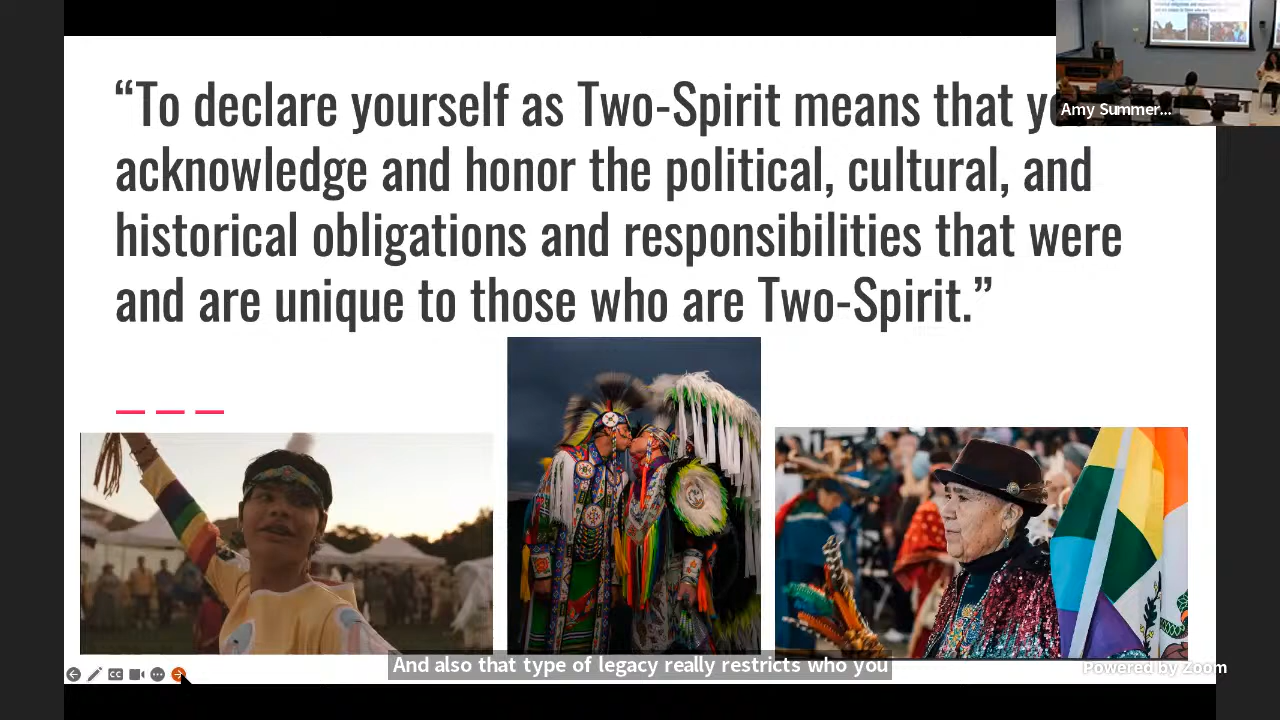 “To declare yourself as Two-Spirit means that
acknowledge and honor the political, cultural, and
historical obligations and responsibilities that were
and are unique to those who are Two-Spirit.”
Amy Summer...
CC
And also that type of legacy really restricts who you
Powered by Zoom